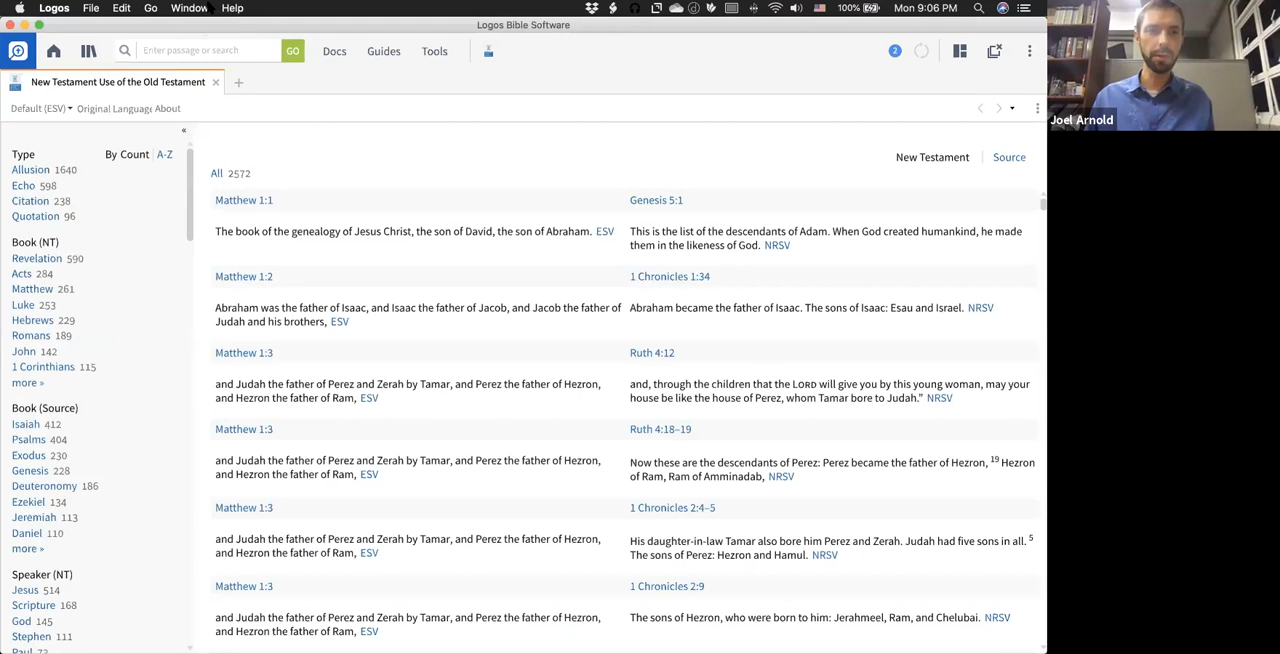 Logos File Edit Go Window Help
100% Mon 9:06 PM
Logos Bible Software
Enter passage or search GO Docs Guides Tools
2
New Testament Use of the Old Testament
Default (ESV) Original Language About
Type By Count A-Z
Allusion 1640
Echo 598
Citation 238
Quotation 96
Book (NT)
Revelation 590
Acts 284
Matthew 261
Luke 253
Hebrews 229
Romans 189
John 142
1 Corinthians 115
more »
Book (Source)
Isaiah 412
Psalms 404
Exodus 230
Genesis 228
Deuteronomy 186
Ezekiel 134
Jeremiah 113
Daniel 110
more »
Speaker (NT)
Jesus 514
Scripture 168
God 145
Stephen 111
Paul 73
New Testament Source
All 2572
Matthew 1:1 Genesis 5:1
The book of the genealogy of Jesus Christ, the son of David, the son of Abraham. ESV
This is the list of the descendants of Adam. When God created humankind, he made
them in the likeness of God. NRSV
Matthew 1:2 1 Chronicles 1:34
Abraham was the father of Isaac, and Isaac the father of Jacob, and Jacob the father of
Judah and his brothers, ESV
Abraham became the father of Isaac. The sons of Isaac: Esau and Israel. NRSV
Matthew 1:3 Ruth 4:12
and Judah the father of Perez and Zerah by Tamar, and Perez the father of Hezron,
and Hezron the father of Ram, ESV
and, through the children that the LORD will give you by this young woman, may your
house be like the house of Perez, whom Tamar bore to Judah.” NRSV
Matthew 1:3 Ruth 4:18–19
and Judah the father of Perez and Zerah by Tamar, and Perez the father of Hezron,
and Hezron the father of Ram, ESV
Now these are the descendants of Perez: Perez became the father of Hezron, 19 Hezron
of Ram, Ram of Amminadab, NRSV
Matthew 1:3 1 Chronicles 2:4–5
and Judah the father of Perez and Zerah by Tamar, and Perez the father of Hezron,
and Hezron the father of Ram, ESV
His daughter-in-law Tamar also bore him Perez and Zerah. Judah had five sons in all. 5
The sons of Perez: Hezron and Hamul. NRSV
Matthew 1:3 1 Chronicles 2:9
and Judah the father of Perez and Zerah by Tamar, and Perez the father of Hezron,
and Hezron the father of Ram, ESV
The sons of Hezron, who were born to him: Jerahmeel, Ram, and Chelubai. NRSV
Joel Arnold